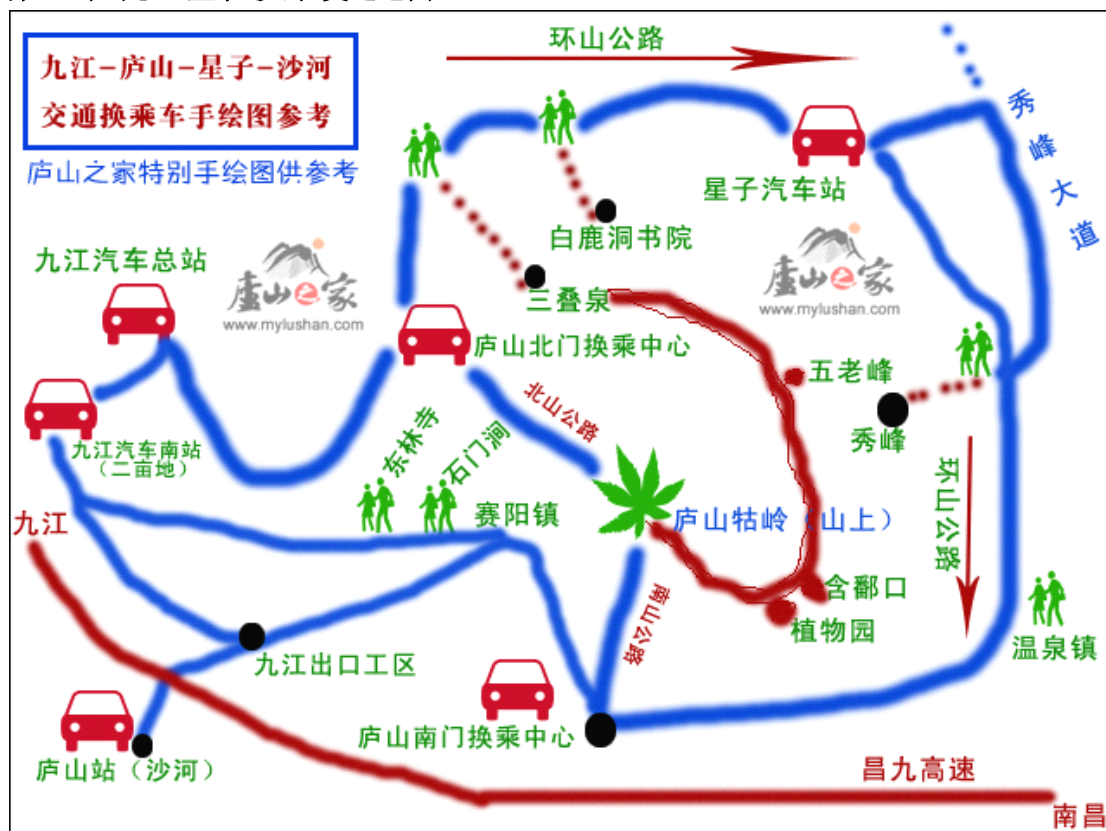 环山公路
九江-庐山-星子-沙河
交通换乘车手绘图参考
庐山之家特别手绘图供参考
秀峰大道
星子汽车站
白鹿洞书院
九江汽车总站
庐山之家
www.mylushan.com
庐山之家
www.mylushan.com
三叠泉
庐山北门换乘中心
五老峰
北山公路
秀峰
九江汽车南站
（二亩地）
东林寺
石门涧
环山公路
九江
赛阳镇
庐山牯岭（山上）
含鄱口
植物园
南山公路
温泉镇
九江出口工区
庐山南门换乘中心
庐山站（沙河）
昌九高速
南昌